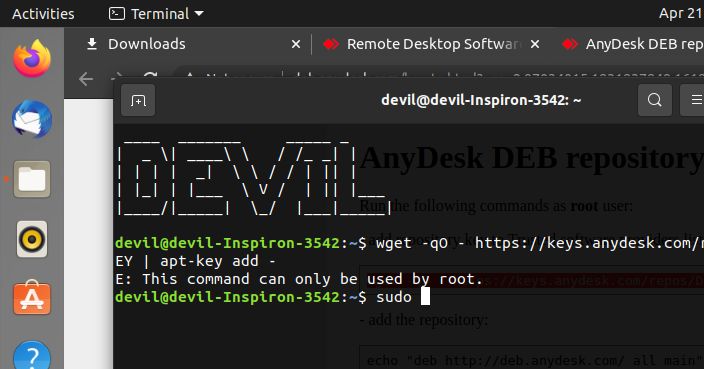 Activities Terminal Apr 21
Downloads Remote Desktop Softwar AnyDesk DEB rep
devil@devil-Inspiron-3542: ~
DEVIL
AnyDesk DEB repository
Run the following commands as root user:
devil@devil-Inspiron-3542:~$ wget -qO - https://keys.anydesk.com/r
EY | apt-key add -
E: This command can only be used by root.
devil@devil-Inspiron-3542:~$ sudo
- add the repository:
echo "deb http://deb.anydesk.com/ all main"